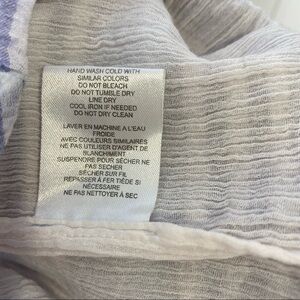 HAND WASH COLD WITH
SIMILAR COLORS
DO NOT BLEACH
DO NOT TUMBLE DRY
LINE DRY
COOL IRON IF NEEDED
DO NOT DRY CLEAN
LAVER EN MACHINE A L'EAU
FROIDE
AVEC COULEURS SIMILAIRES
NE PAS UTILISER D'AGENT DE
BLANCHIMENT
SUSPENDRE POUR SÉCHER NE
PAS SECHER
SÉCHER SUR FIL
REPASSER À FER TIÈDE SI
NÉCESSAIRE
NE PAS NETTOYER À SEC